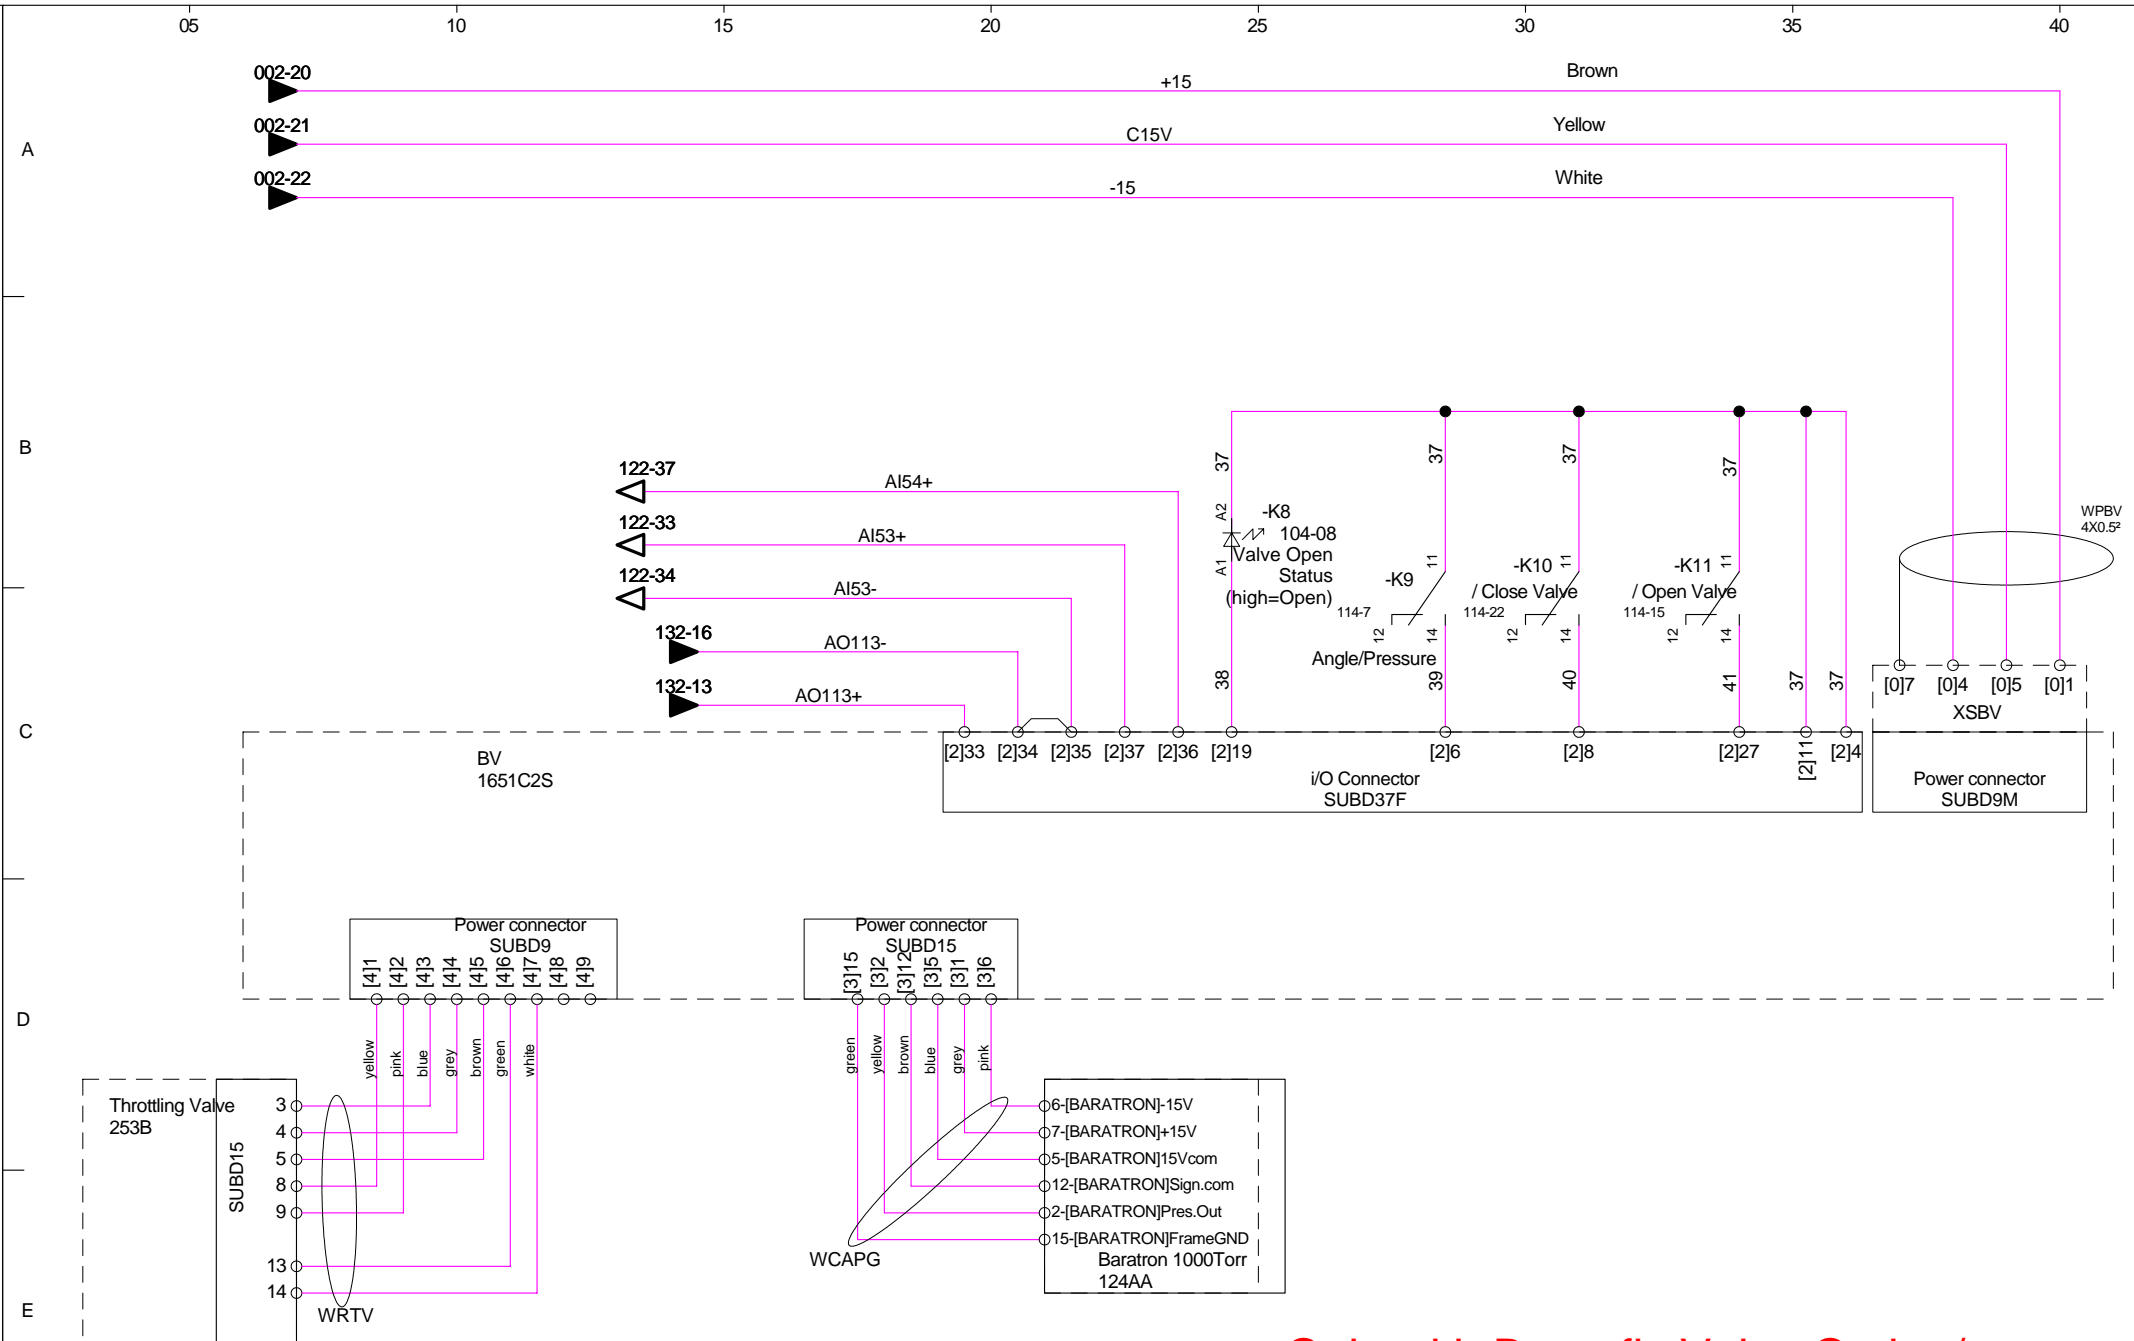 05 10 15 20 25 30 35 40
002-20
+15
Brown
002-21
C15V
Yellow
A
002-22
-15
White
B
122-37
AI54+
122-33
AI53+
122-34
AI53-
132-16
AO113-
132-13
AO113+
37 37 37 37
A2
-K8
104-08
A1
Valve Open
Status
(high=Open)
38
-K9
11
114-7
12
14
Angle/Pressure
39
-K10
11
/ Close Valve
114-22
12
14
40
-K11
11
/ Open Valve
114-15
12
14
41
37
37
WPBV
4X0.5²
[0]7 [0]4 [0]5 [0]1
XSBV
C
BV
1651C2S
[2]33 [2]34 [2]35 [2]37 [2]36 [2]19 [2]6 [2]8 [2]27 [2]11 [2]4
i/O Connector
SUBD37F
Power connector
SUBD9M
Power connector
SUBD9
[4]1 [4]2 [4]3 [4]4 [4]5 [4]6 [4]7 [4]8 [4]9
Power connector
SUBD15
[3]15 [3]2 [3]12 [3]5 [3]1 [3]6
D
yellow pink blue grey brown green white
green yellow brown blue grey pink
Throttling Valve
253B
SUBD15
3
4
5
8
9
13
14
WRTV
WCAPG
6-[BARATRON]-15V
7-[BARATRON]+15V
5-[BARATRON]15Vcom
12-[BARATRON]Sign.com
2-[BARATRON]Pres.Out
15-[BARATRON]FrameGND
Baratron 1000Torr
124AA
E